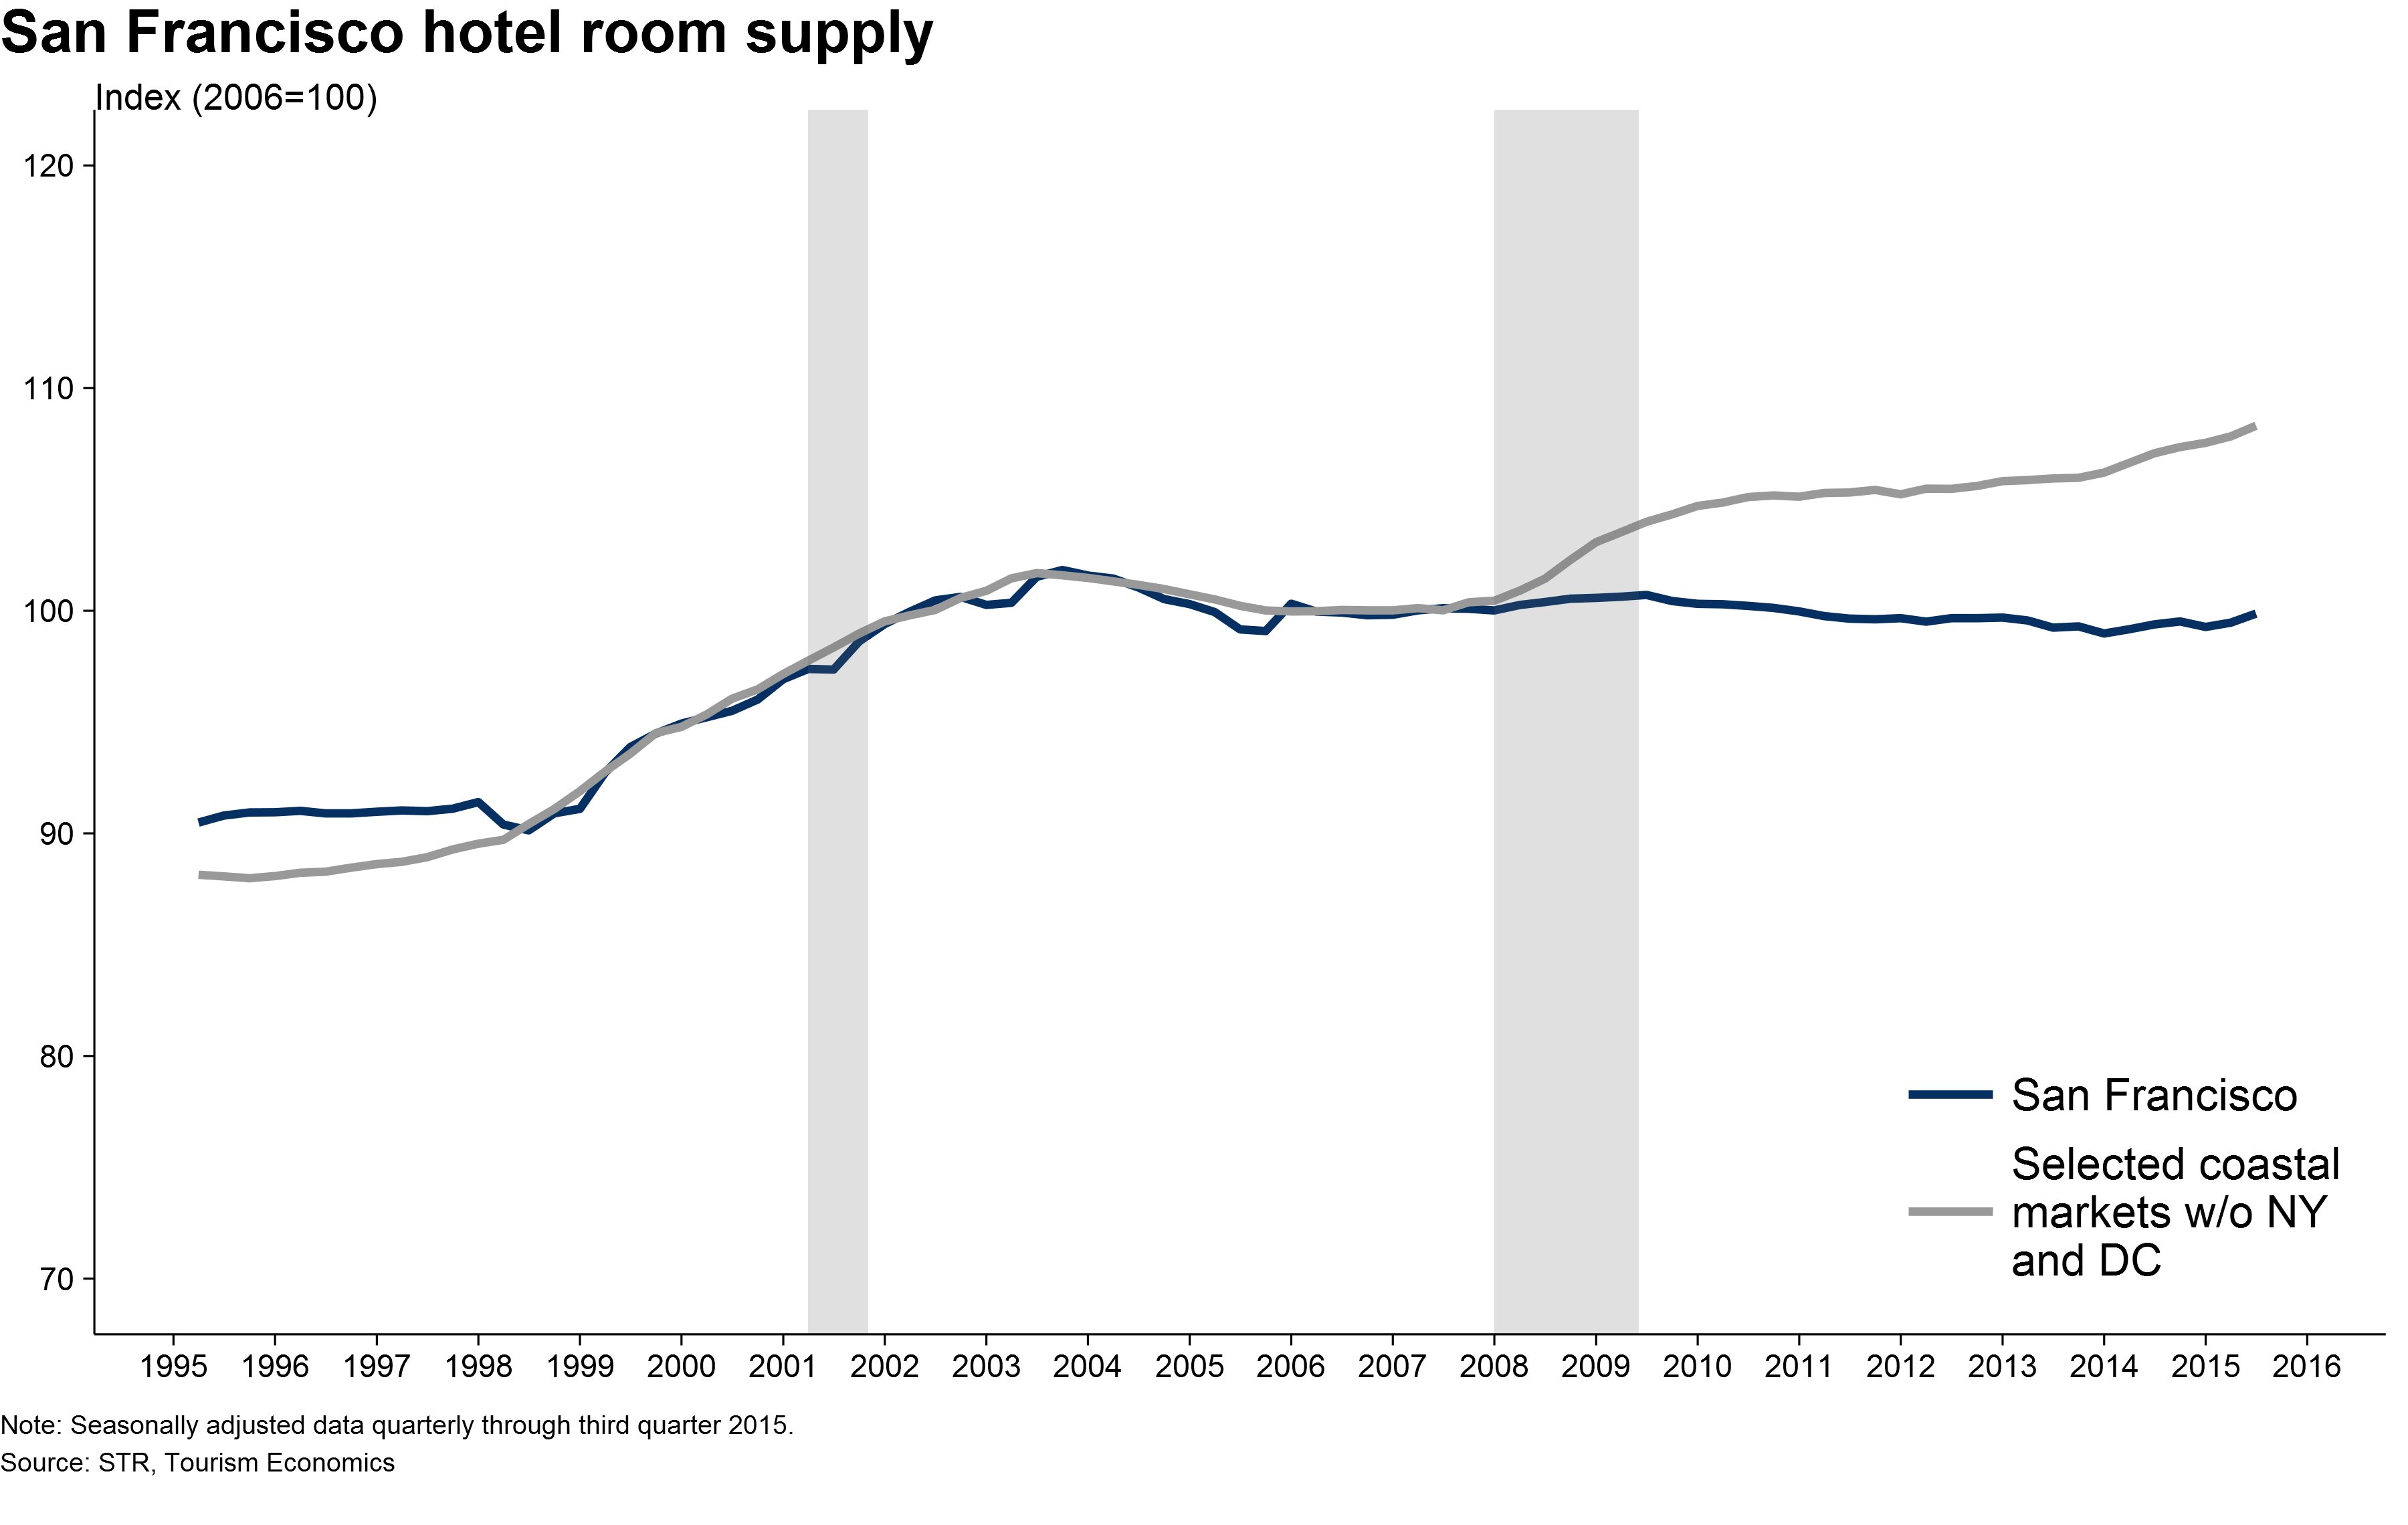 San Francisco hotel room supply
Index (2006=100)
120
110
100
90
80
70
San Francisco
Selected coastal
markets w/o NY
and DC
1995 1996 1997 1998 1999 2000 2001 2002 2003 2004 2005 2006 2007 2008 2009 2010 2011 2012 2013 2014 2015 2016
Note: Seasonally adjusted data quarterly through third quarter 2015.
Source: STR, Tourism Economics